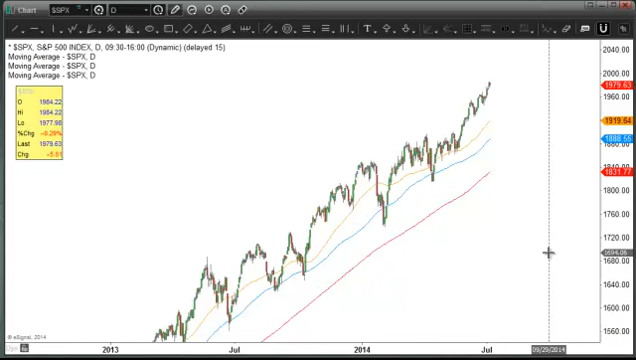 Chart
$SPX
D
* $SPX, S&P 500 INDEX, D, 09:30-16:00 (Dynamic) (delayed 15)
Moving Average - $SPX, D
Moving Average - $SPX, D
Moving Average - $SPX, D
O 1984.22
Hi 1984.22
Lo 1977.98
%Chg
Last 1979.63
Chg
2040.00
2000.00
1979.63
1960.00
1919.64
1888.55
1840.00
1831.77
1800.00
1760.00
1720.00
1680.00
1640.00
1600.00
1560.00
© eSignal, 2014
2013
Jul
2014
Jul
09/29/2014